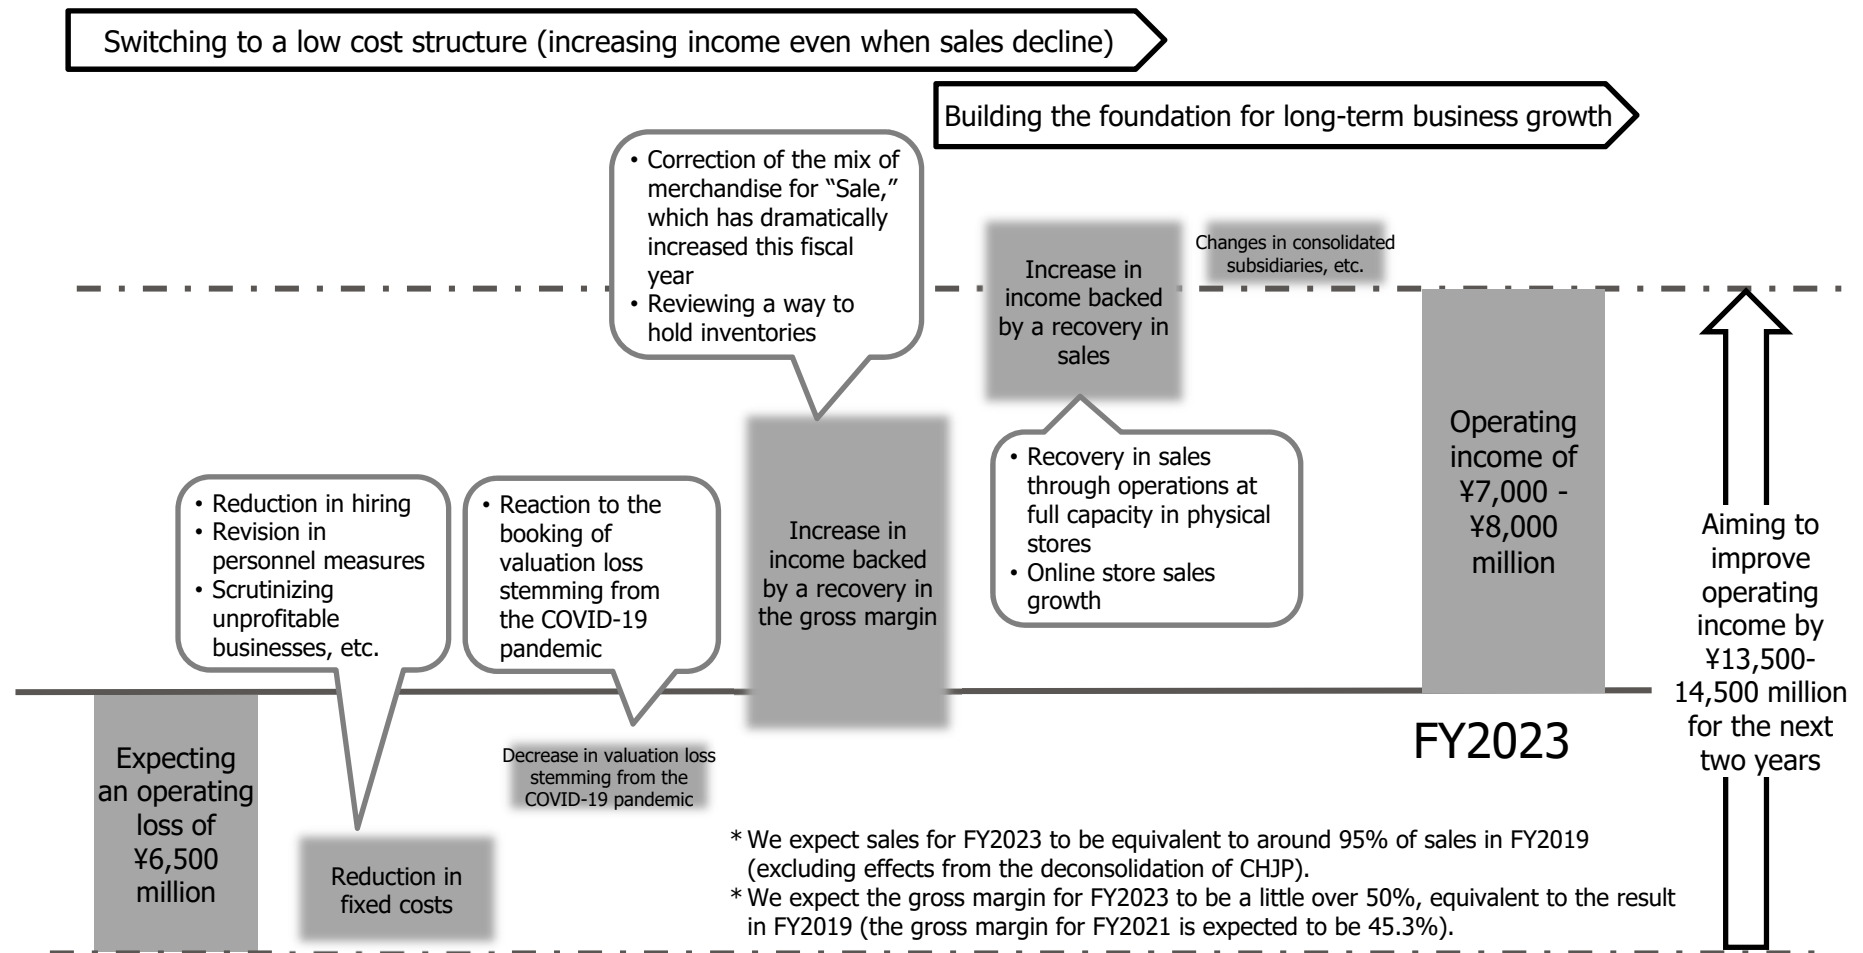 Switching to a low cost structure (increasing income even when sales decline)
Building the foundation for long-term business growth
• Correction of the mix of
merchandise for “Sale,”
which has dramatically
increased this fiscal
year
• Reviewing a way to
hold inventories
Increase in
income backed
by a recovery in
sales
Changes in consolidated
subsidiaries, etc.
• Reduction in hiring
• Revision in
personnel measures
• Scrutinizing
unprofitable
businesses, etc.
• Reaction to the
booking of
valuation loss
stemming from
the COVID-19
pandemic
Increase in
income backed
by a recovery in
the gross margin
• Recovery in sales
through operations at
full capacity in physical
stores
• Online store sales
growth
Operating
income of
¥7,000 -
¥8,000
million
Aiming to
improve
operating
income by
¥13,500-
14,500 million
for the next
two years
Expecting
an operating
loss of
¥6,500
million
Reduction in
fixed costs
Decrease in valuation loss
stemming from the
COVID-19 pandemic
FY2023
* We expect sales for FY2023 to be equivalent to around 95% of sales in FY2019
(excluding effects from the deconsolidation of CHJP).
* We expect the gross margin for FY2023 to be a little over 50%, equivalent to the result
in FY2019 (the gross margin for FY2021 is expected to be 45.3%).